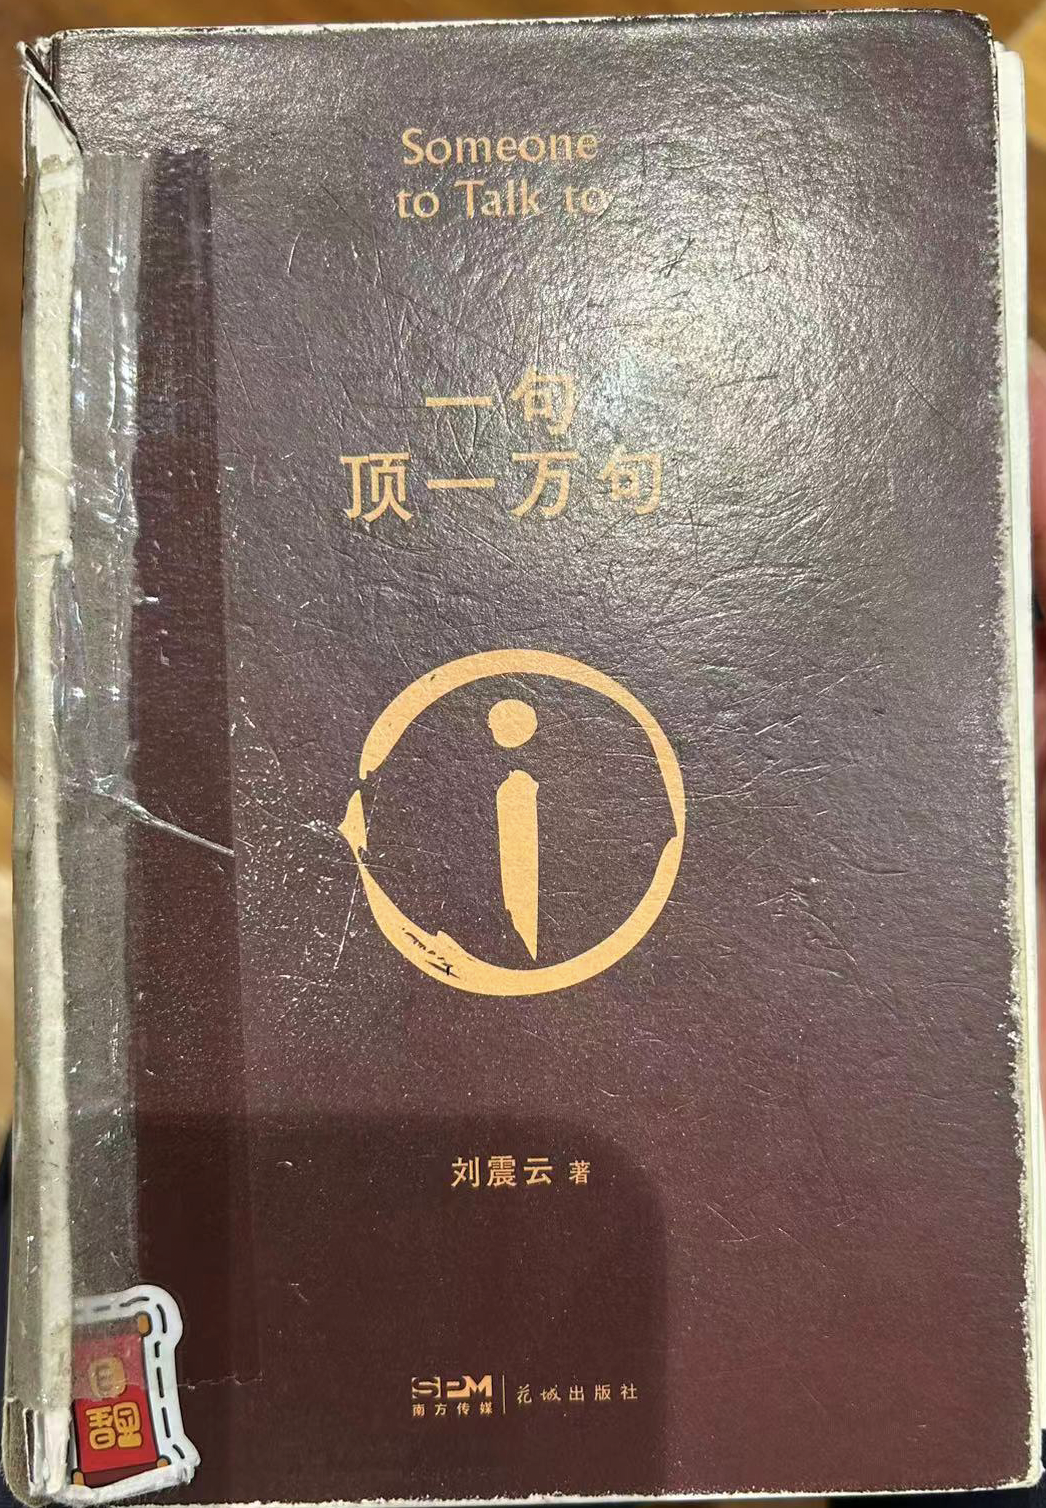 Someone
to Talk to
一句
顶一万句
刘震云 著
SPM
南方传媒
花城出版社